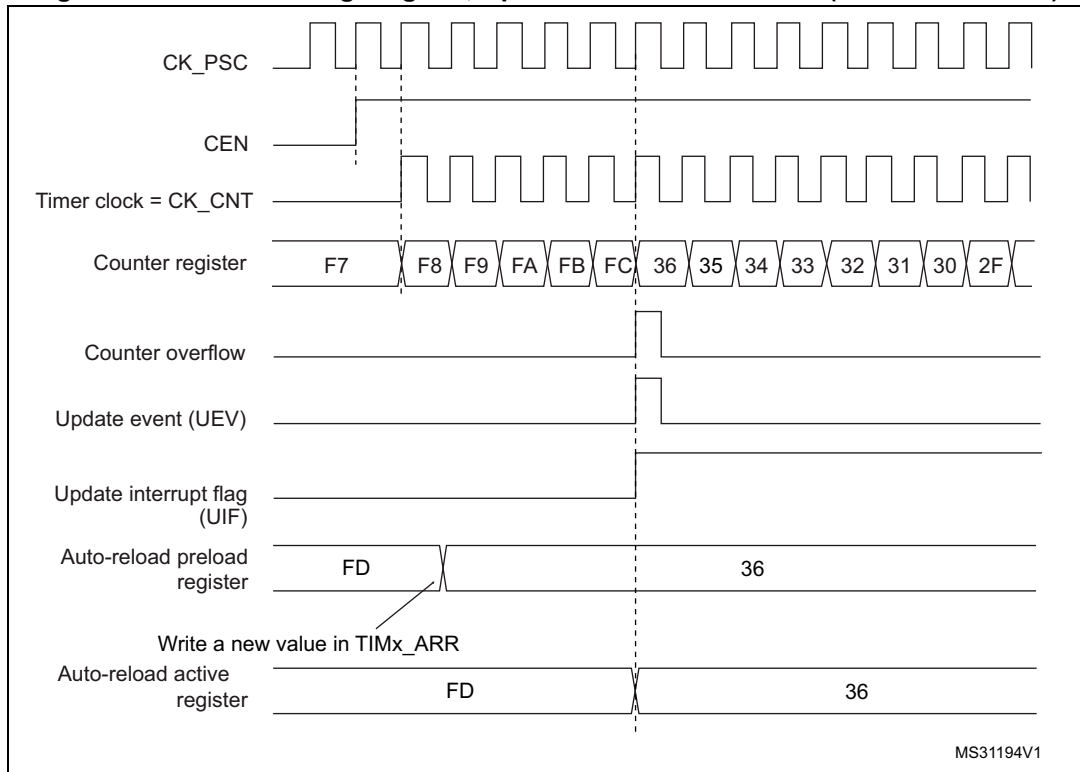 CK_PSC
CEN
Timer clock = CK_CNT
Counter register
F7 F8 F9 FA FB FC 36 35 34 33 32 31 30 2F
Counter overflow
Update event (UEV)
Update interrupt flag
(UIF)
Auto-reload preload
register
FD 36
Write a new value in TIMx_ARR
Auto-reload active
register
FD 36
MS31194V1